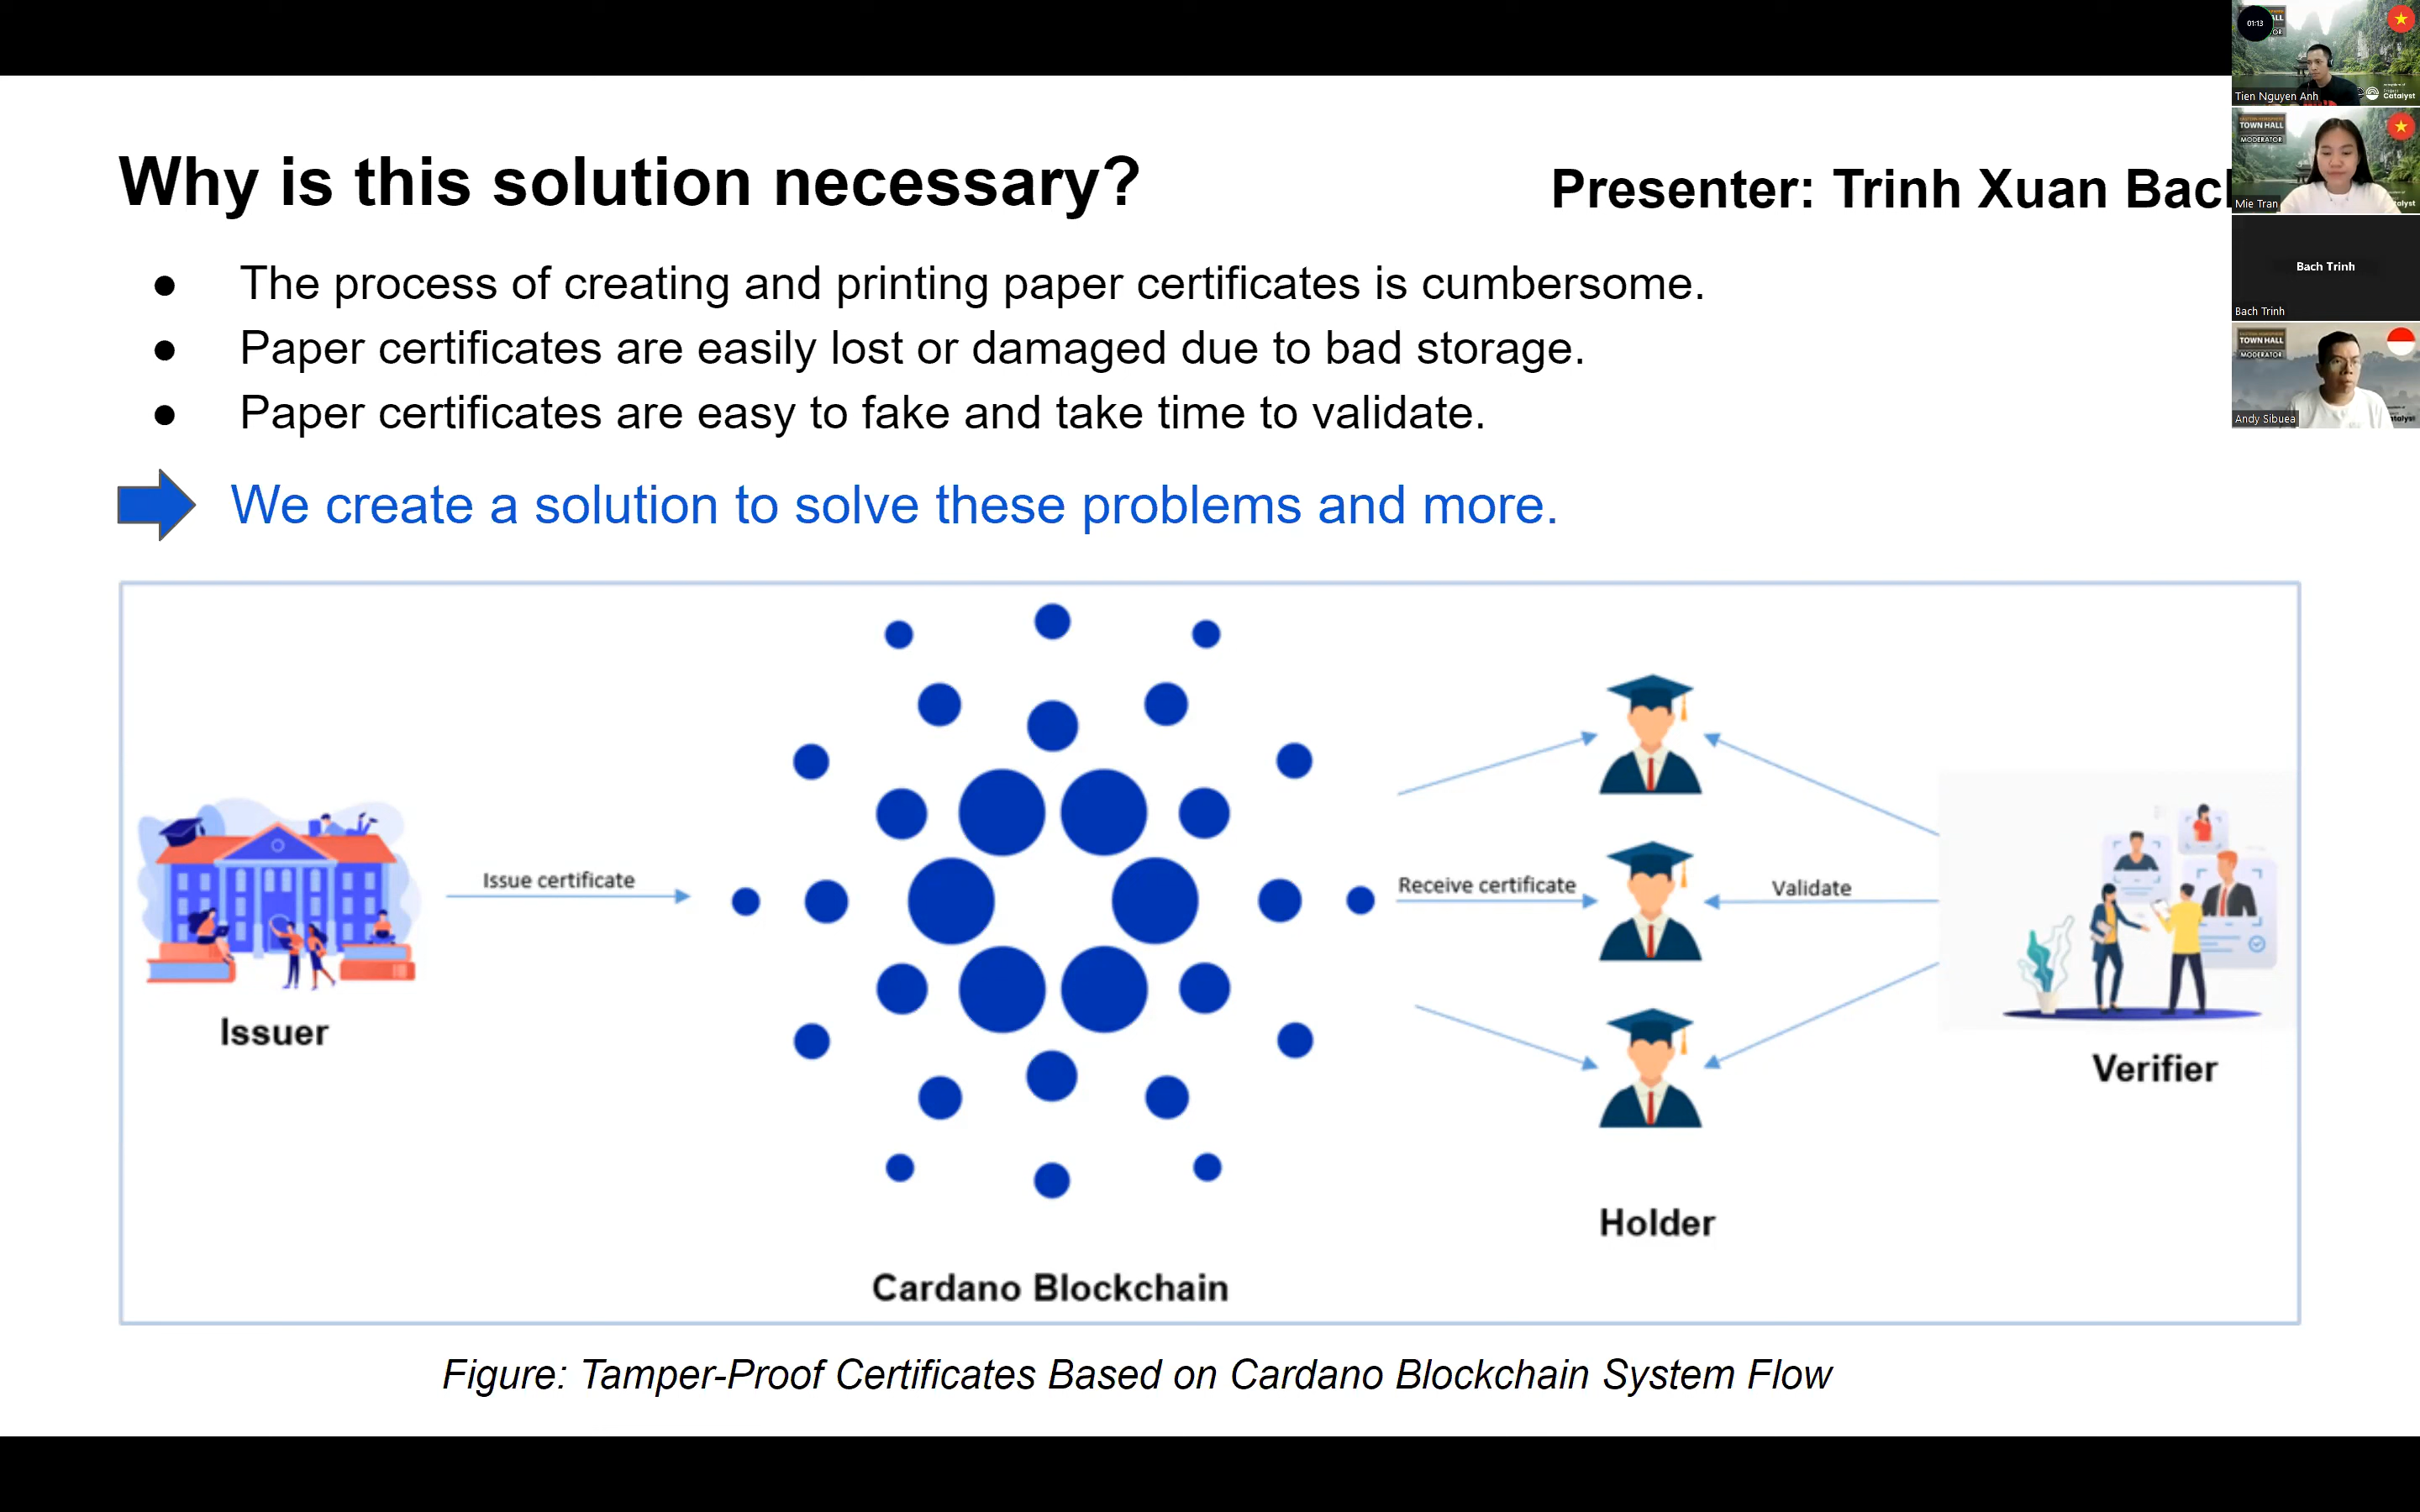 Why is this solution necessary?
Presenter: Trinh Xuan Bach
● The process of creating and printing paper certificates is cumbersome.
● Paper certificates are easily lost or damaged due to bad storage.
● Paper certificates are easy to fake and take time to validate.
We create a solution to solve these problems and more.
Issue certificate
Receive certificate
Validate
Issuer
Verifier
Holder
Cardano Blockchain
Figure: Tamper-Proof Certificates Based on Cardano Blockchain System Flow
01:13
Tien Nguyen Anh
Catalyst
TOWN HALL
MODERATOR
Mie Tran
Bach Trinh
Bach Trinh
TOWN HALL
MODERATOR
Andy Sibuea